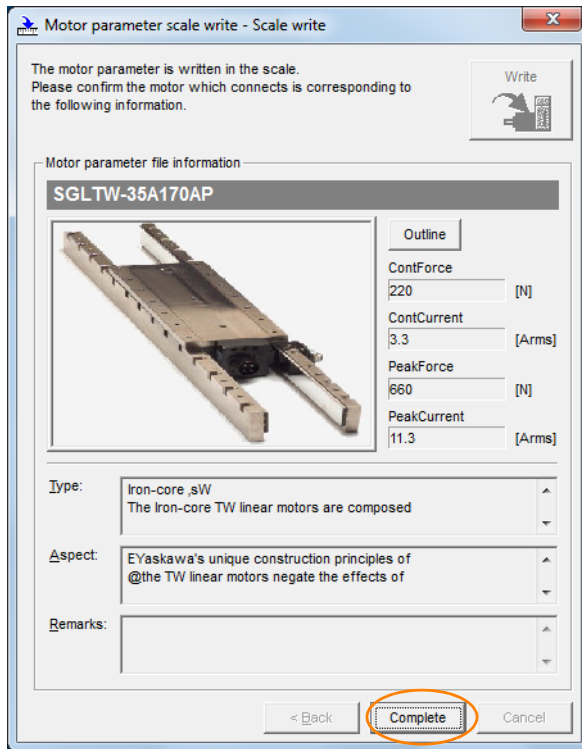 Motor parameter scale write - Scale write
The motor parameter is written in the scale.
Please confirm the motor which connects is corresponding to
the following information.
Write
Motor parameter file information
SGLTW-35A170AP
Outline
ContForce
220 [N]
ContCurrent
3.3 [Arms]
PeakForce
660 [N]
PeakCurrent
11.3 [Arms]
Type:
Iron-core ,sW
The Iron-core TW linear motors are composed
Aspect:
EYaskawa's unique construction principles of
@the TW linear motors negate the effects of
Remarks:
< Back Complete Cancel